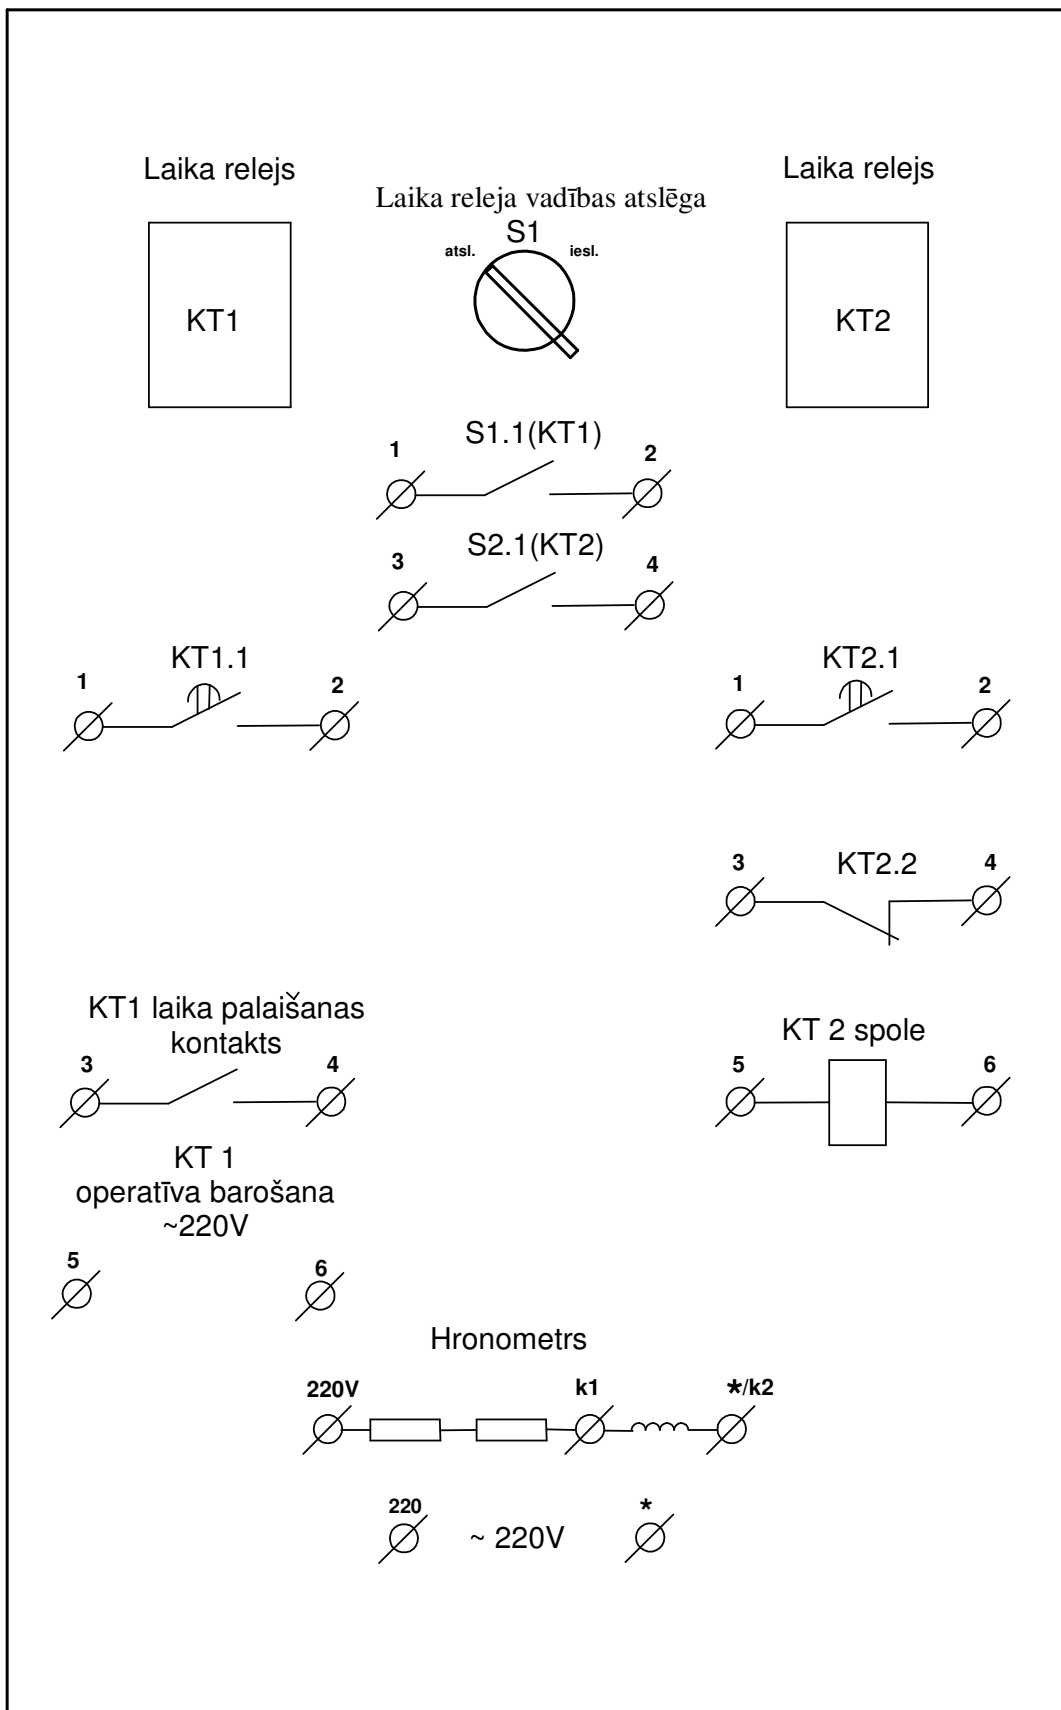 Laika relejs
Laika relejs
Laika releja vadības atslēga
S1
atsl.
iesl.
KT1
KT2
S1.1(KT1)
1
2
S2.1(KT2)
3
4
KT1.1
1
2
KT2.1
1
2
KT2.2
3
4
KT1 laika palaišanas
kontakts
3
4
KT 2 spole
5
6
KT 1
operatīva barošana
~220V
5
6
Hronometrs
220V
k1
*/k2
220
~ 220V
*